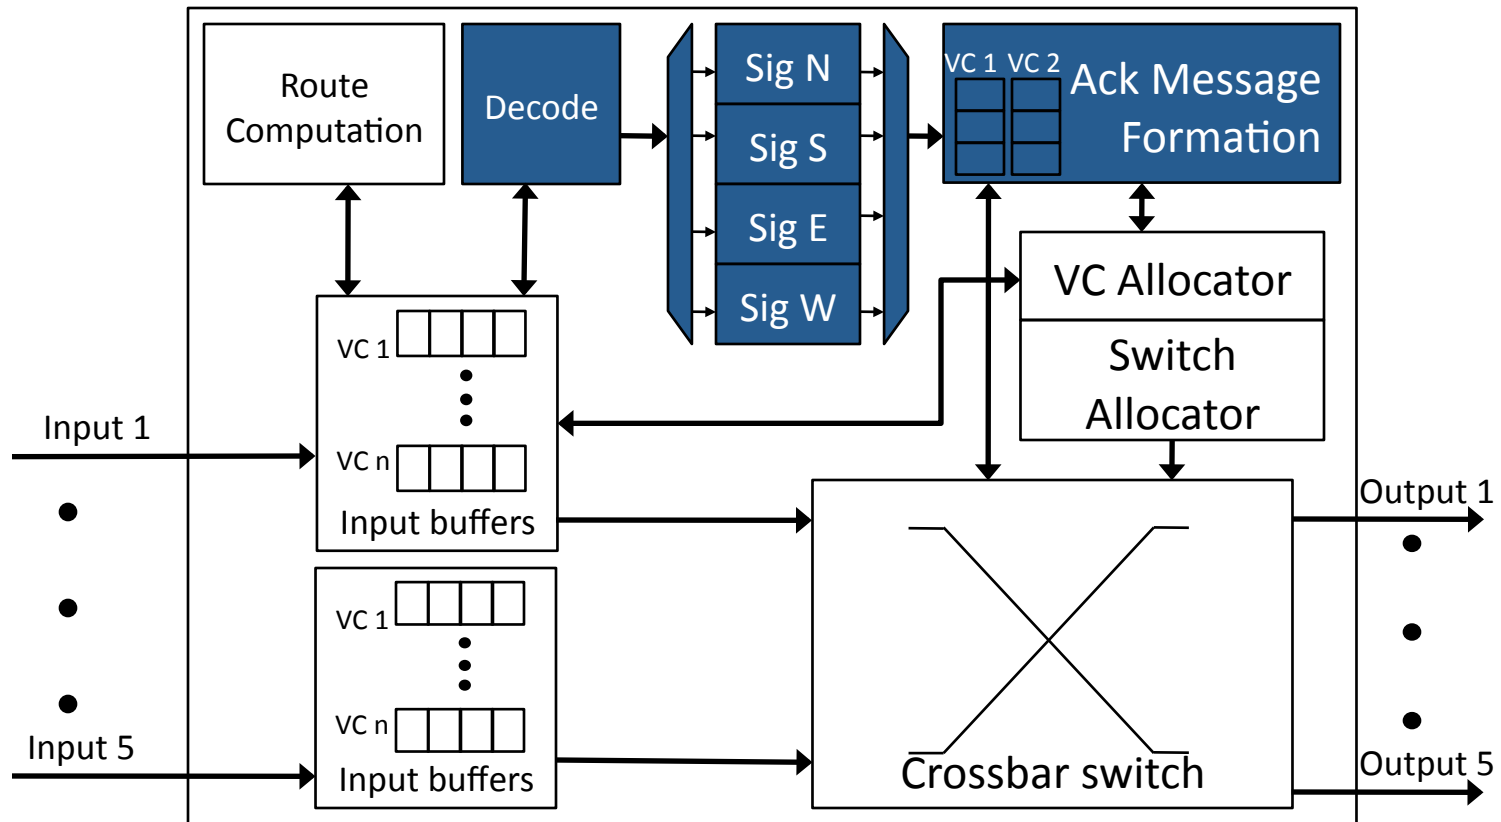 Route
Computation
Decode
Sig N
Sig S
Sig E
Sig W
VC 1 VC 2
Ack Message
Formation
VC Allocator
Switch
Allocator
VC 1
VC n
Input buffers
Input 1
VC 1
VC n
Input buffers
Input 5
Crossbar switch
Output 1
Output 5